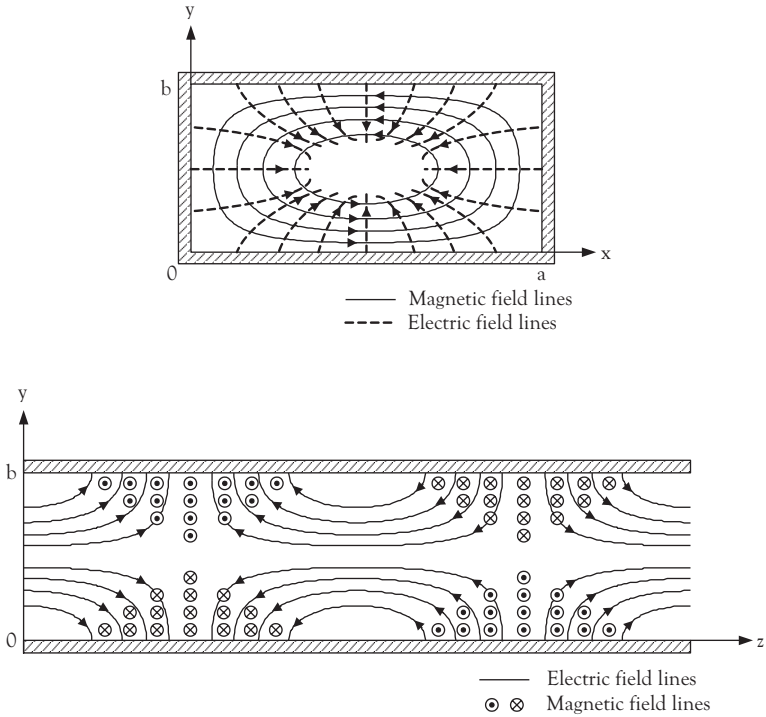 y
b
0
a
x
Magnetic field lines
Electric field lines
y
b
0
z
Electric field lines
Magnetic field lines